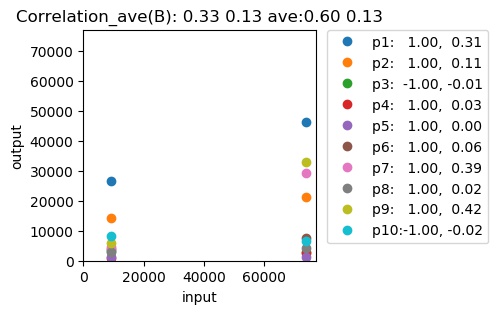 Correlation_ave(B): 0.33 0.13 ave:0.60 0.13
70000
60000
50000
40000
30000
20000
10000
0
output
0 20000 40000 60000
input
p1: 1.00, 0.31
p2: 1.00, 0.11
p3: -1.00, -0.01
p4: 1.00, 0.03
p5: 1.00, 0.00
p6: 1.00, 0.06
p7: 1.00, 0.39
p8: 1.00, 0.02
p9: 1.00, 0.42
p10:-1.00, -0.02